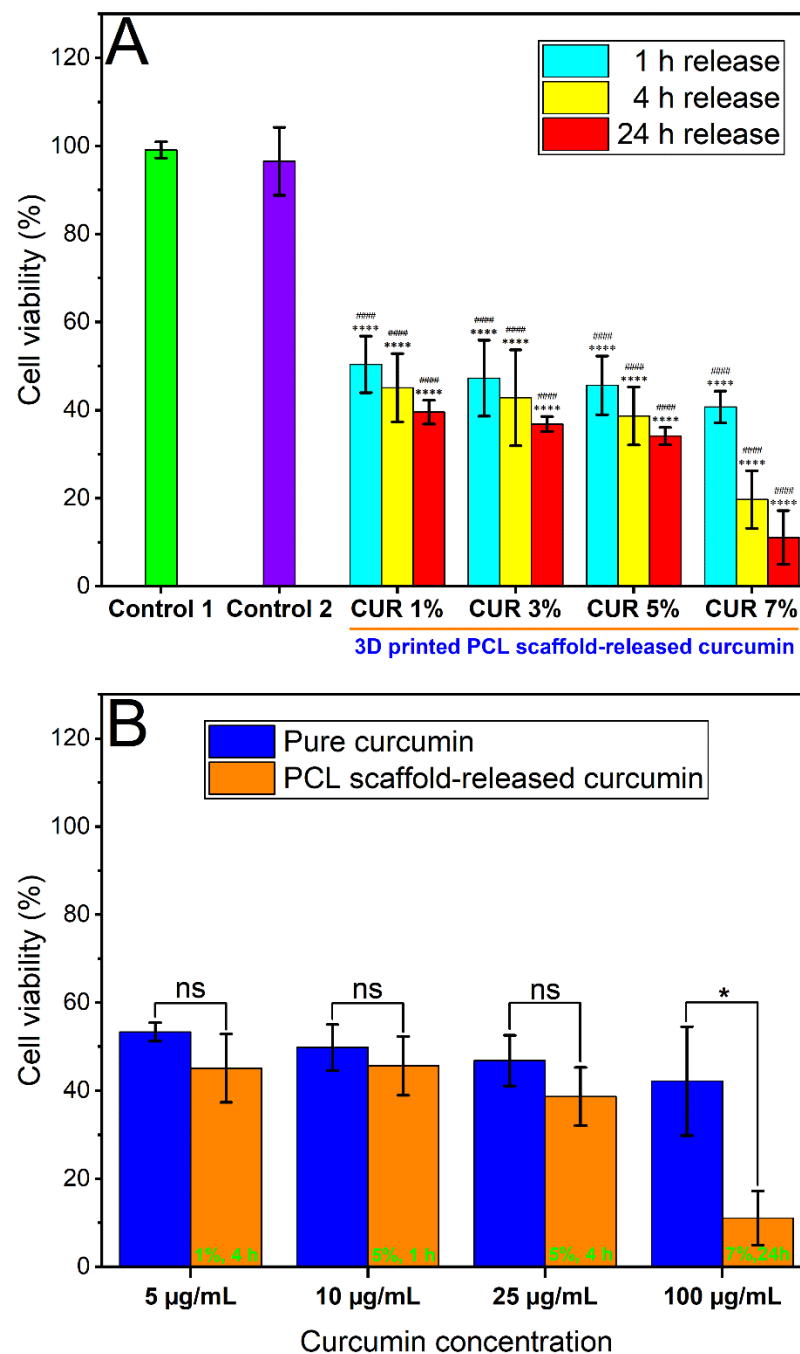 A
1 h release
4 h release
24 h release
120
100
80
60
40
20
0
Cell viability (%)
#### #### #### #### #### #### #### #### #### #### #### ####
**** **** **** **** **** **** **** **** **** **** **** ****
Control 1 Control 2 CUR 1% CUR 3% CUR 5% CUR 7%
3D printed PCL scaffold-released curcumin
B
Pure curcumin
PCL scaffold-released curcumin
120
100
80
60
40
20
0
Cell viability (%)
ns ns ns *
1%, 4 h 5%, 1 h 5%, 4 h 7%,24h
5 µg/mL 10 µg/mL 25 µg/mL 100 µg/mL
Curcumin concentration